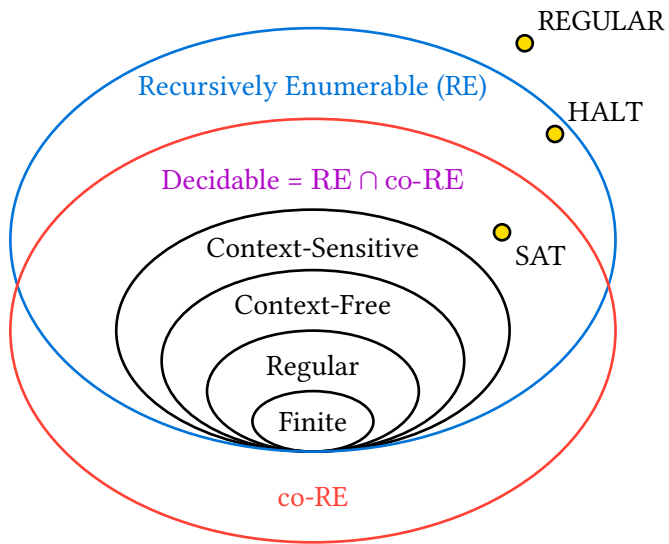 REGULAR
Recursively Enumerable (RE)
HALT
Decidable = RE ∩ co-RE
Context-Sensitive
SAT
Context-Free
Regular
Finite
co-RE